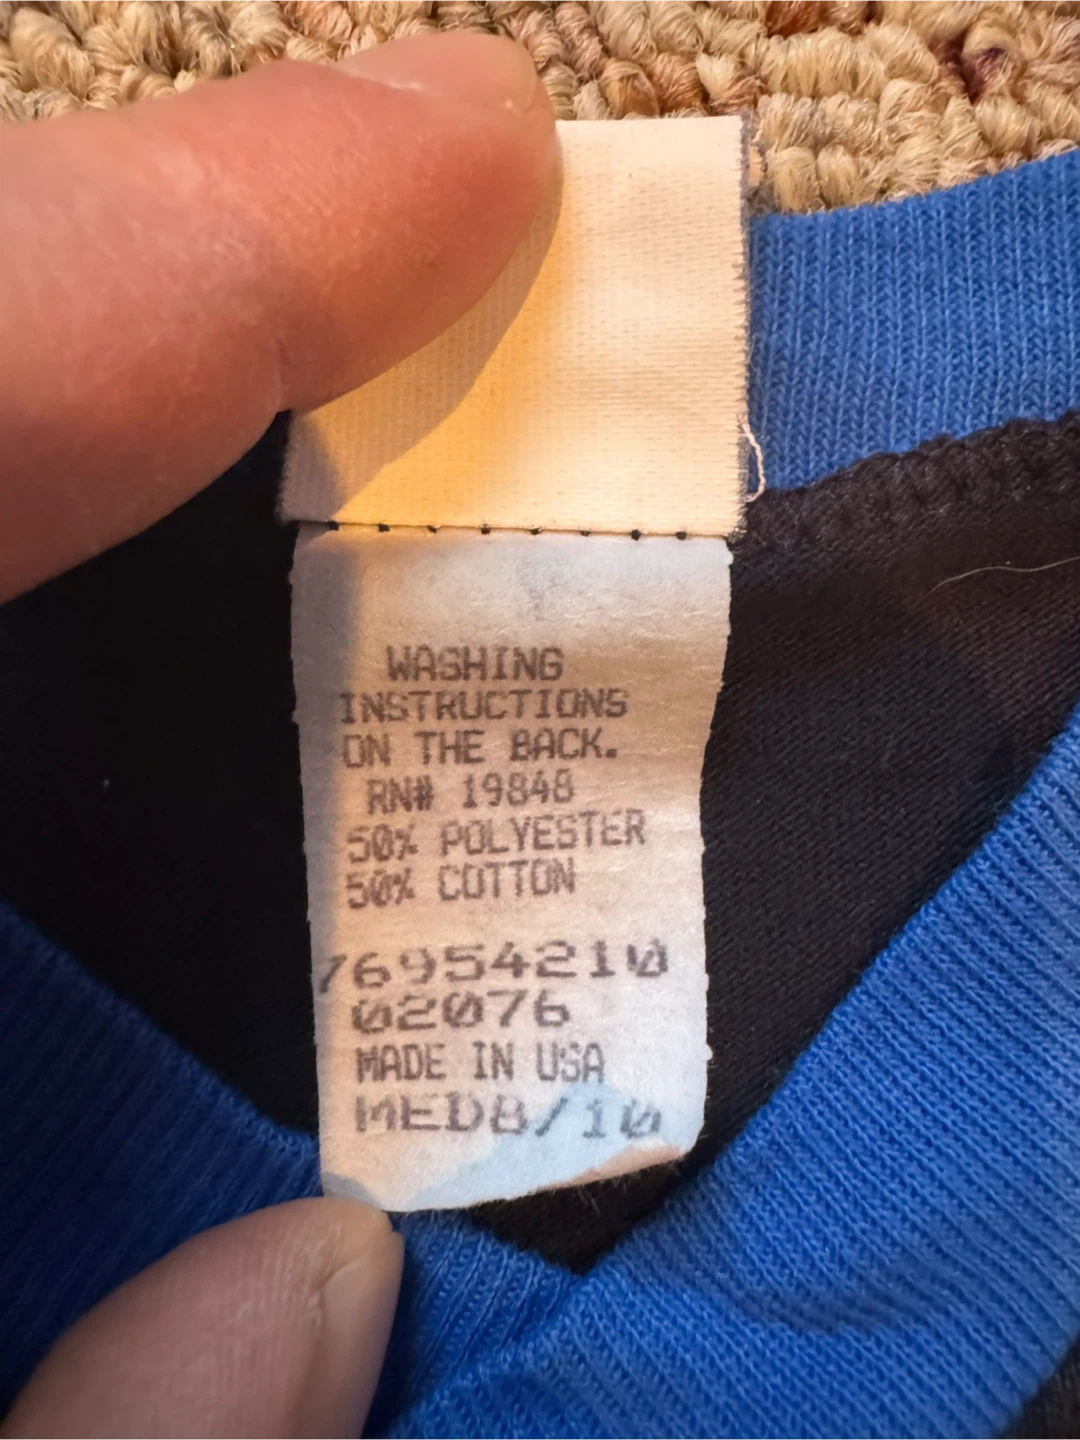 WASHING
INSTRUCTIONS
ON THE BACK.
RN# 19848
50% POLYESTER
50% COTTON
76954210
02076
MADE IN USA
MED8/10